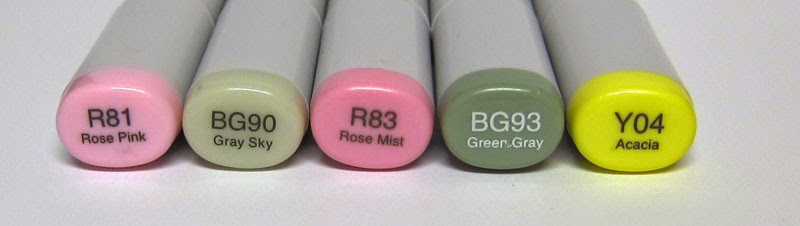 R81
Rose Pink
BG90
Gray Sky
R83
Rose Mist
BG93
Green Gray
Y04
Acacia